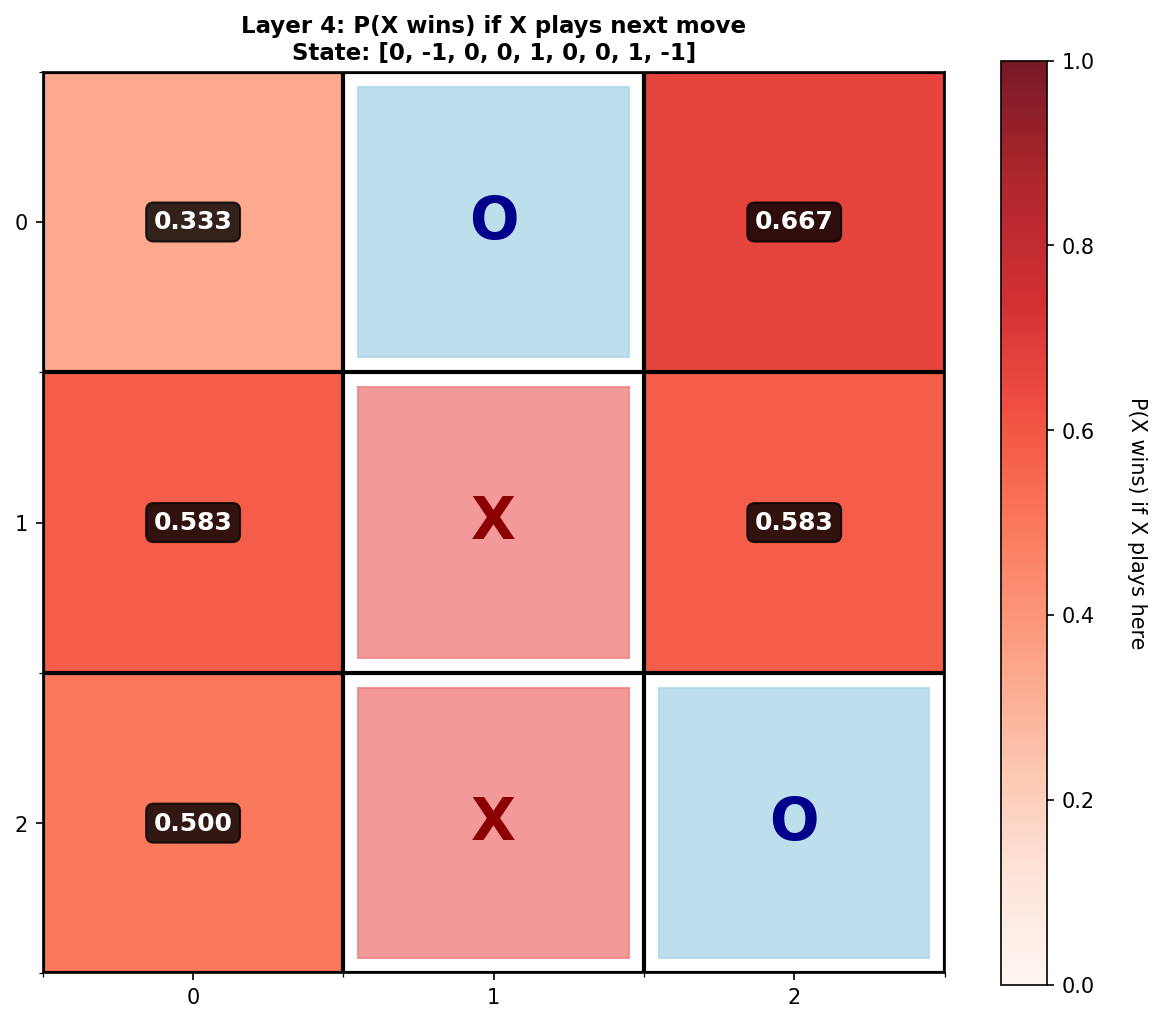 Layer 4: P(X wins) if X plays next move
State: [0, -1, 0, 0, 1, 0, 0, 1, -1]
0.333 O 0.667
0.583 X 0.583
0.500 X O
0
1
2
0 1 2
1.0
0.8
0.6
0.4
0.2
0.0
P(X wins) if X plays here